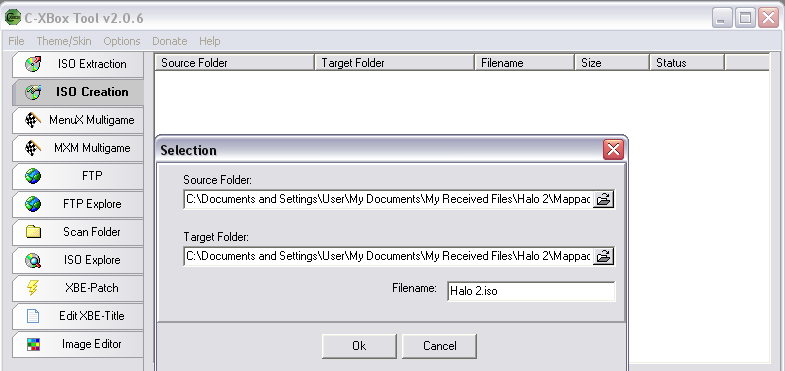 C-XBox Tool v2.0.6
File Theme/Skin Options Donate Help
ISO Extraction
ISO Creation
MenuX Multigame
MXM Multigame
FTP
FTP Explore
Scan Folder
ISO Explore
XBE-Patch
Edit XBE-Title
Image Editor
Source Folder Target Folder Filename Size Status
Selection
Source Folder:
C:\Documents and Settings\User\My Documents\My Received Files\Halo 2\Mappac
Target Folder:
C:\Documents and Settings\User\My Documents\My Received Files\Halo 2\Mappac
Filename: Halo 2.iso
Ok Cancel